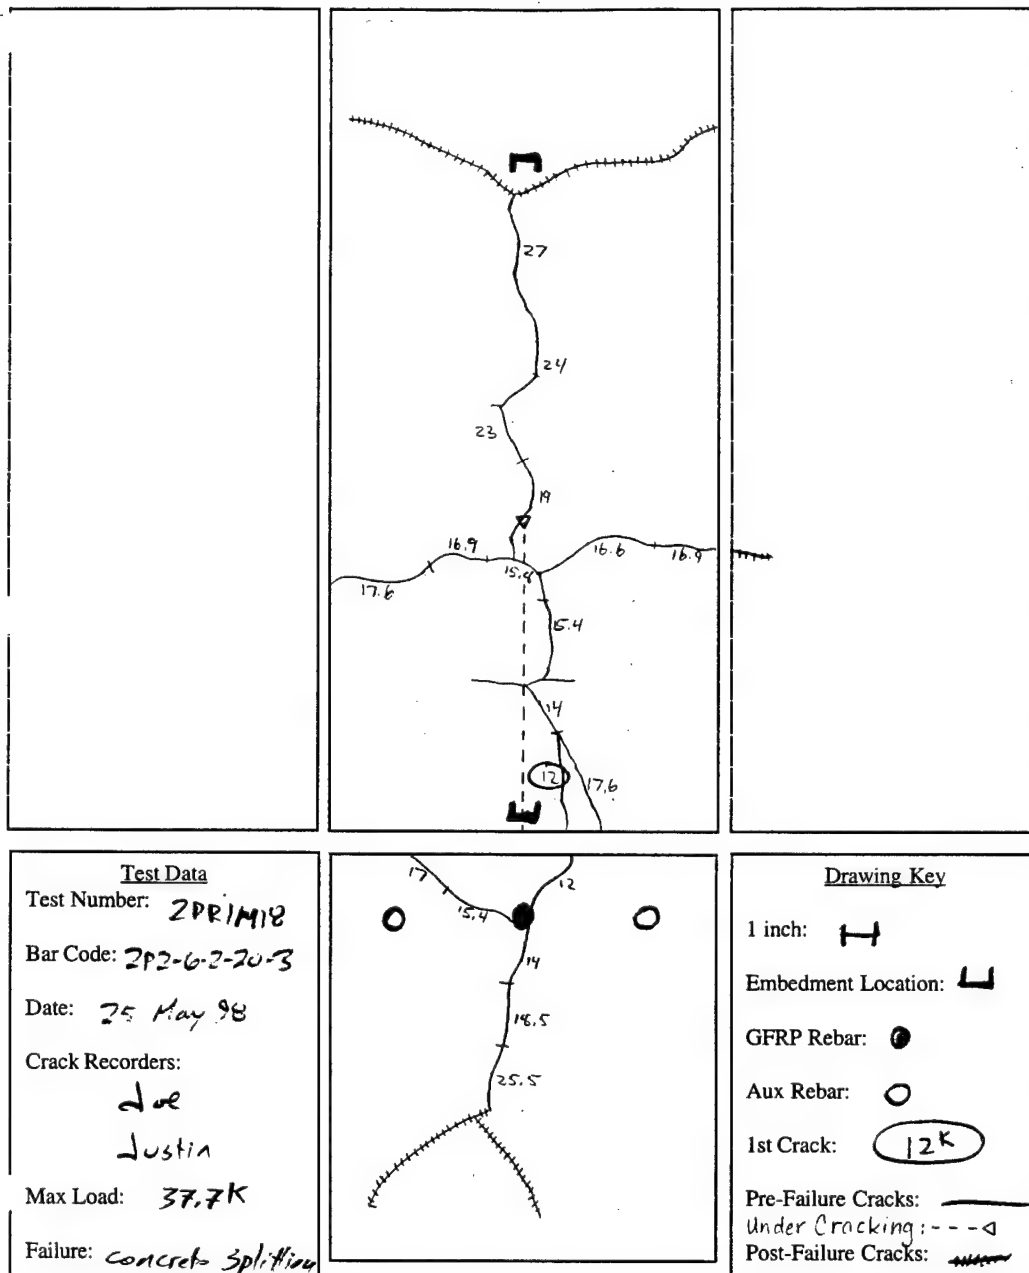 27
24
23
19
16.9
16.6
16.9
15.8
17.6
15.4
14
12
17.6
17
12
15.4
14
18.5
25.5
Test Data
Test Number: 2PR1M18
Bar Code: 2P2-6-2-20-3
Date: 25 May 98
Crack Recorders:
Joe
Justin
Max Load: 37.7K
Failure: concrete splitting
Drawing Key
1 inch:
Embedment Location:
GFRP Rebar:
Aux Rebar:
1st Crack: 12K
Pre-Failure Cracks:
Under Cracking:
Post-Failure Cracks: